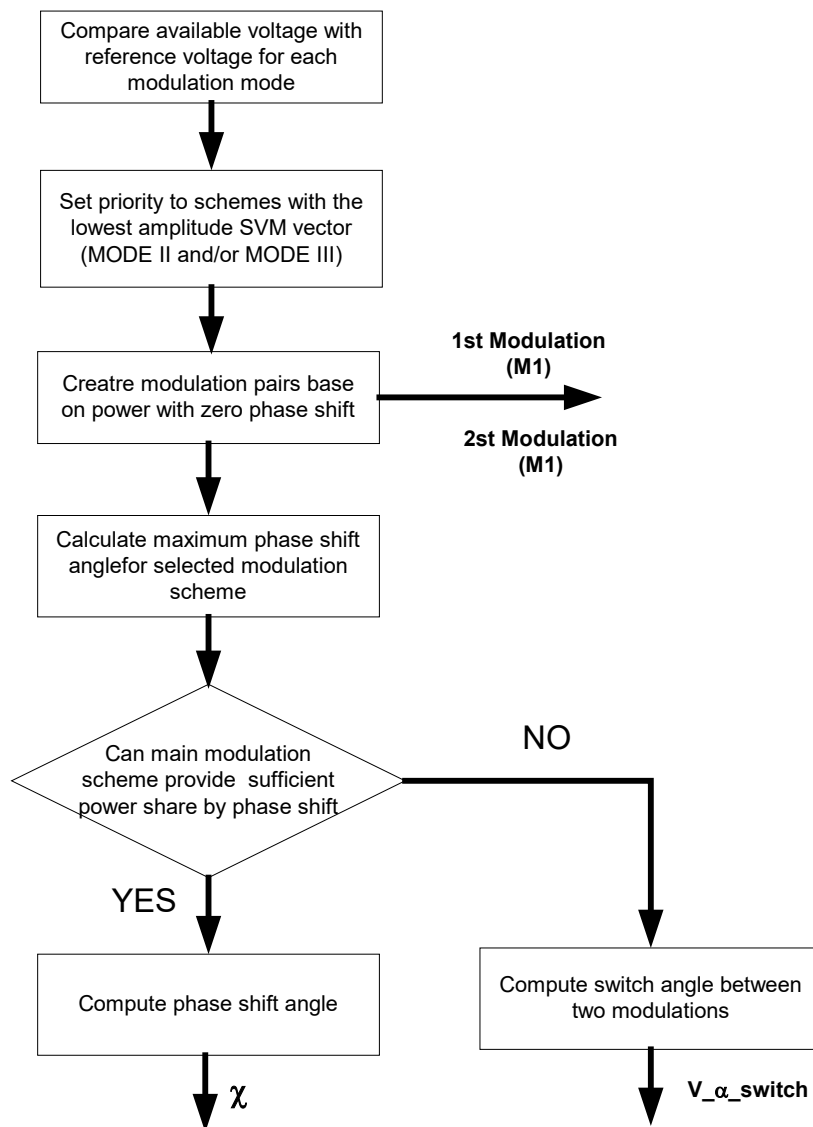 Compare available voltage with
reference voltage for each
modulation mode
Set priority to schemes with the
lowest amplitude SVM vector
(MODE II and/or MODE III)
1st Modulation
(M1)
Creatre modulation pairs base
on power with zero phase shift
2st Modulation
(M1)
Calculate maximum phase shift
anglefor selected modulation
scheme
Can main modulation
scheme provide sufficient
power share by phase shift
NO
YES
Compute phase shift angle
Compute switch angle between
two modulations
χ
V_α_switch